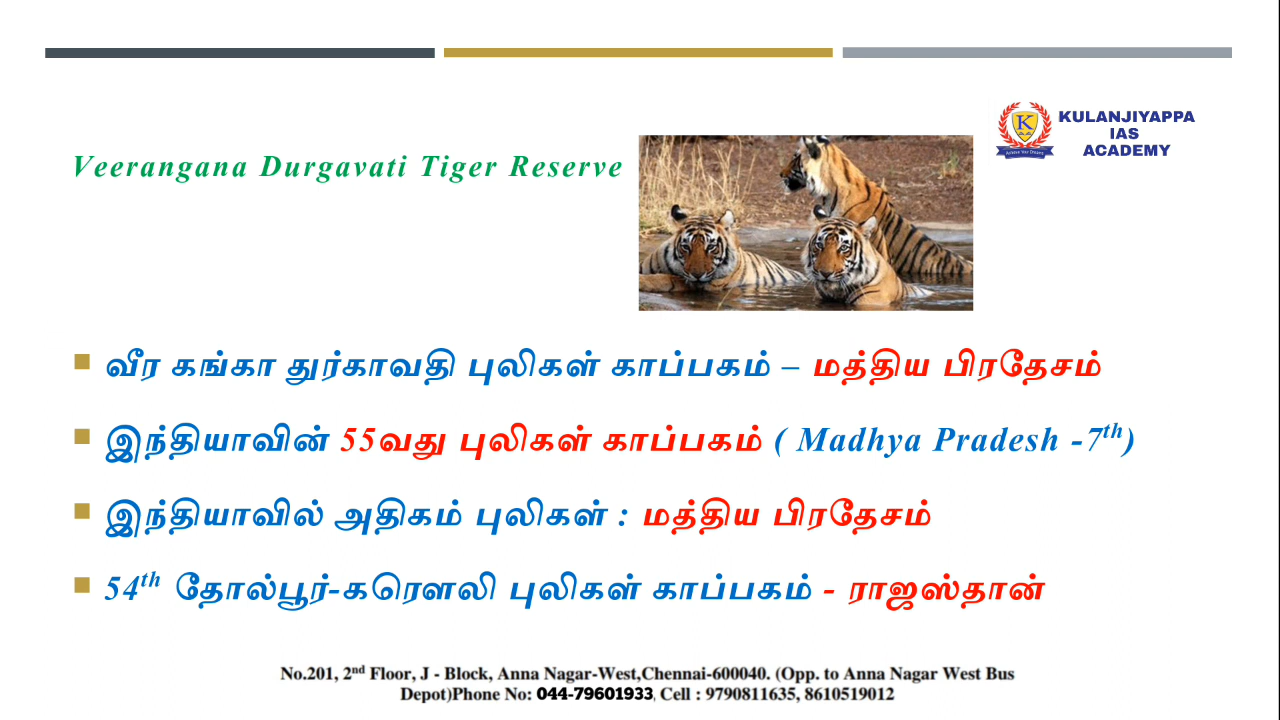 KULANJIYAPPA
IAS
ACADEMY
K
Veerangana Durgavati Tiger Reserve
வீர கங்கா துர்காவதி புலிகள் காப்பகம் – மத்திய பிரதேசம்
இந்தியாவின் 55வது புலிகள் காப்பகம் ( Madhya Pradesh -7th)
இந்தியாவில் அதிகம் புலிகள் : மத்திய பிரதேசம்
54th தோல்பூர்-கரௌலி புலிகள் காப்பகம் - ராஜஸ்தான்
No.201, 2nd Floor, J - Block, Anna Nagar-West,Chennai-600040. (Opp. to Anna Nagar West Bus
Depot)Phone No: 044-79601933, Cell : 9790811635, 8610519012